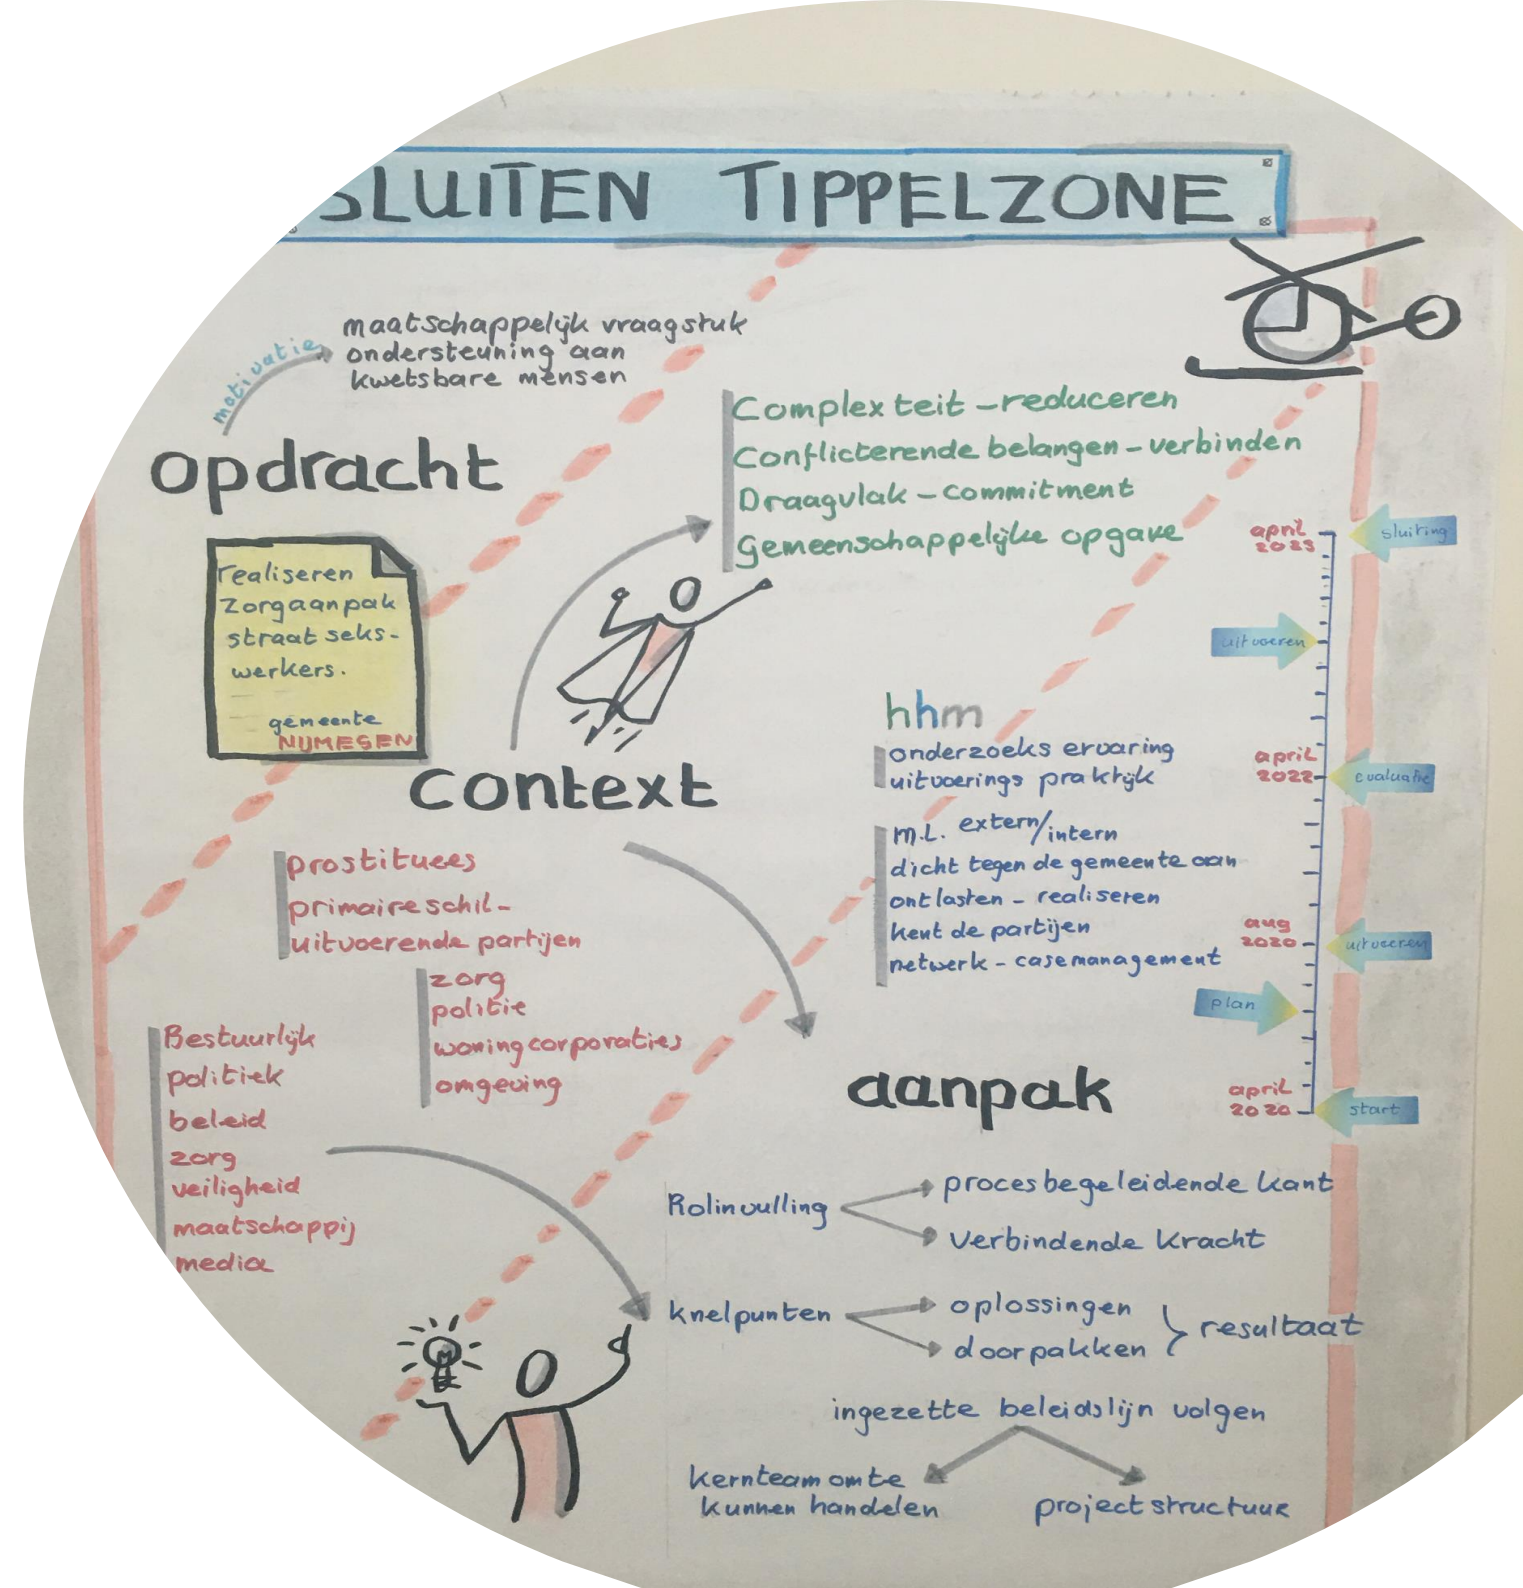 SLUITEN TIPPELZONE
motivatie
maatschappelijk vraagstuk
ondersteuning aan
kwetsbare mensen
opdracht
realiseren
zorgaanpak
straat seks-
werkers.
gemeente
NIJMEGEN
Complexiteit – reduceren
Conflicterende belangen – verbinden
Draagvlak – commitment
Gemeenschappelijke opgave
context
prostituees
primaire schil –
uitvoerende partijen
zorg
politie
woningcorporaties
omgeving
Bestuurlijk
politiek
beleid
zorg
veiligheid
maatschappij
media
hhm
onderzoeks ervaring
uitvoerings praktijk
M.L. extern/intern
dicht tegen de gemeente aan
ontlasten – realiseren
kent de partijen
netwerk – casemanagement
april
2023
sluiting
uitvoeren
april
2022
evaluatie
aug
2020
uitvoeren
plan
april
2020
start
aanpak
Rolinvulling
procesbegeleidende kant
verbindende kracht
knelpunten
oplossingen
doorpakken
resultaat
ingezette beleidslijn volgen
kernteam om te
kunnen handelen
projectstructuur